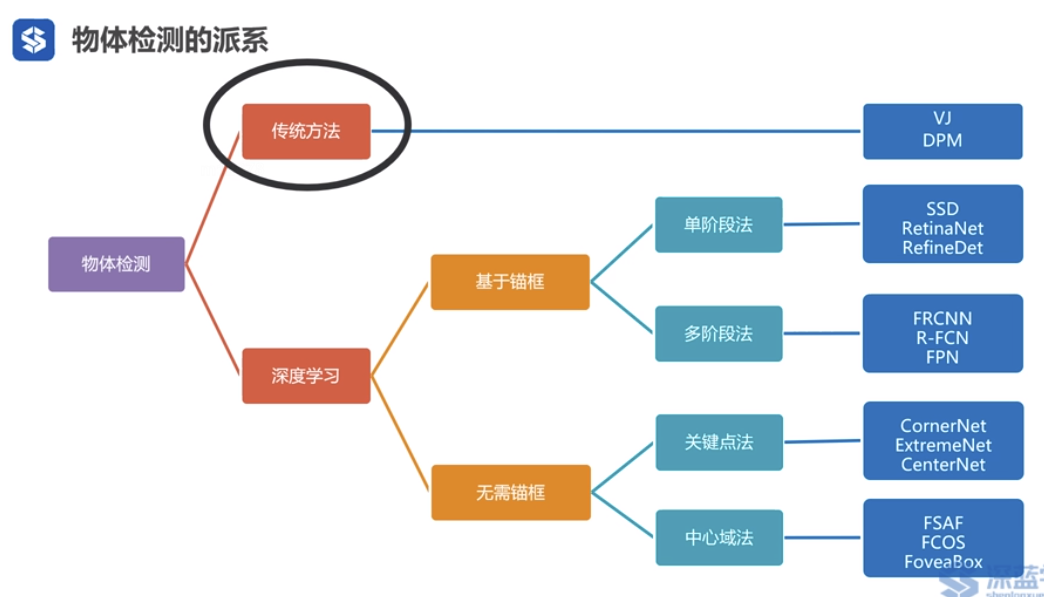 物体检测的派系
传统方法
VJ
DPM
单阶段法
SSD
RetinaNet
RefineDet
物体检测
基于锚框
多阶段法
FRCNN
R-FCN
FPN
深度学习
关键点法
CornerNet
ExtremeNet
CenterNet
无需锚框
中心域法
FSAF
FCOS
FoveaBox
深蓝